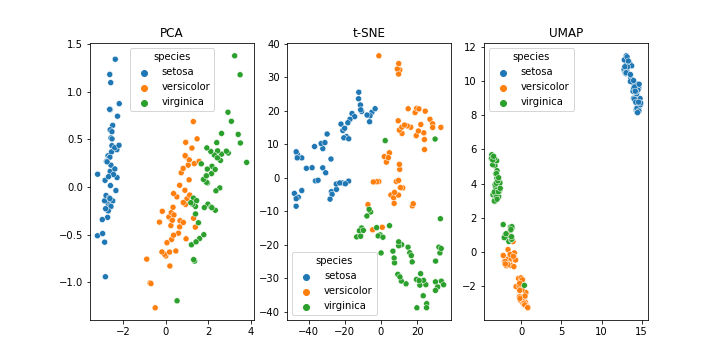 PCA
t-SNE
UMAP
1.5
1.0
0.5
0.0
−0.5
−1.0
−2
0
2
4
species
setosa
versicolor
virginica
40
30
20
10
0
−10
−20
−30
−40
−40
−20
0
20
species
setosa
versicolor
virginica
12
10
8
6
4
2
0
−2
0
5
10
15
species
setosa
versicolor
virginica